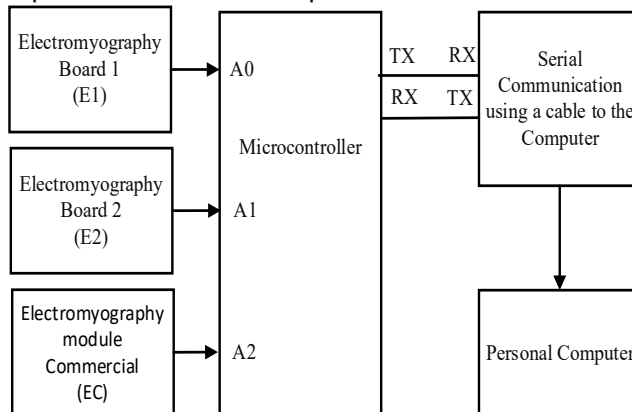 Electromyography
Board 1
(E1)
A0
TX RX
RX TX
Serial
Communication
using a cable to the
Computer
Microcontroller
Electromyography
Board 2
(E2)
A1
Electromyography
module
Commercial
(EC)
A2
Personal Computer